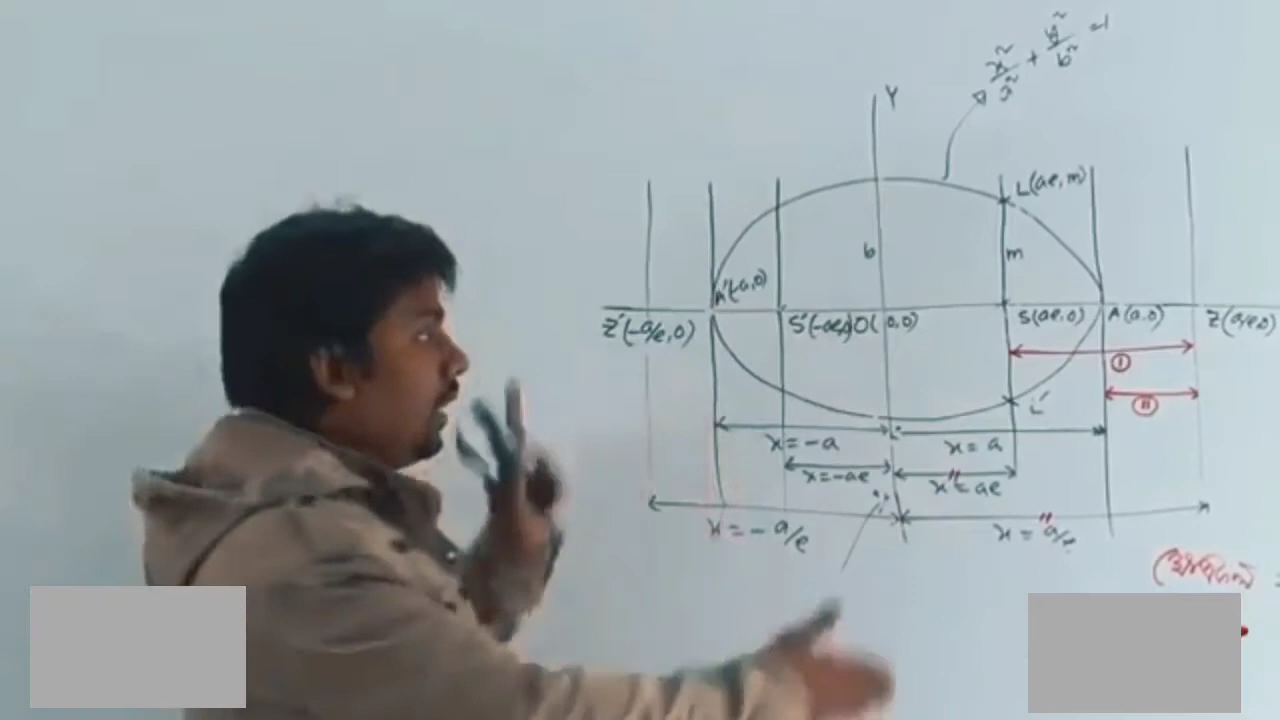 x²/a² + y²/b² = 1
Y
L(ae, m)
b
m
A'(-a,0)
Z'(-a/e, 0) S'(-ae,0) O(0,0) S(ae,0) A(a,0) Z(a/e,0)
①
②
L'
x = -a x = a
x = -ae x = ae
x = -a/e x = a/e